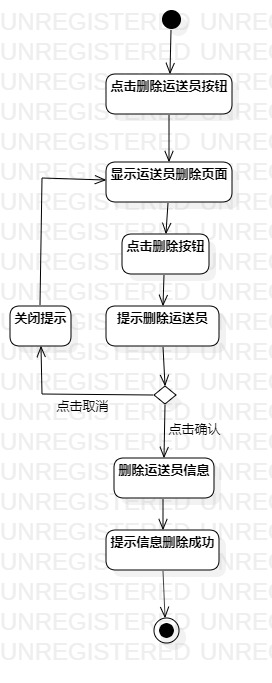 点击删除运送员按钮
显示运送员删除页面
点击删除按钮
关闭提示
提示删除运送员
点击取消
点击确认
删除运送员信息
提示信息删除成功
UNREGISTERED